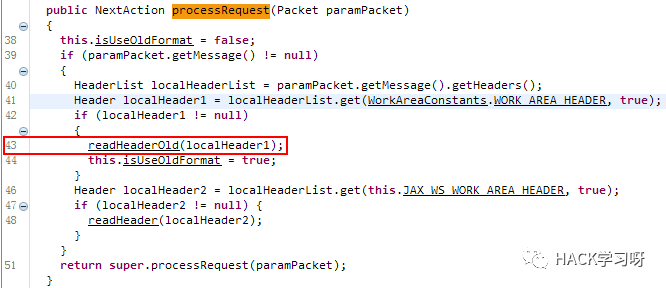 public NextAction processRequest(Packet paramPacket)
{
38 this.isUseOldFormat = false;
39 if (paramPacket.getMessage() != null)
{
40 HeaderList localHeaderList = paramPacket.getMessage().getHeaders();
41 Header localHeader1 = localHeaderList.get(WorkAreaConstants.WORK_AREA_HEADER, true);
42 if (localHeader1 != null)
{
43 readHeaderOld(localHeader1);
44 this.isUseOldFormat = true;
}
46 Header localHeader2 = localHeaderList.get(this.JAX_WS_WORK_AREA_HEADER, true);
47 if (localHeader2 != null) {
48 readHeader(localHeader2);
}
}
51 return super.processRequest(paramPacket);
}
HACK学习呀